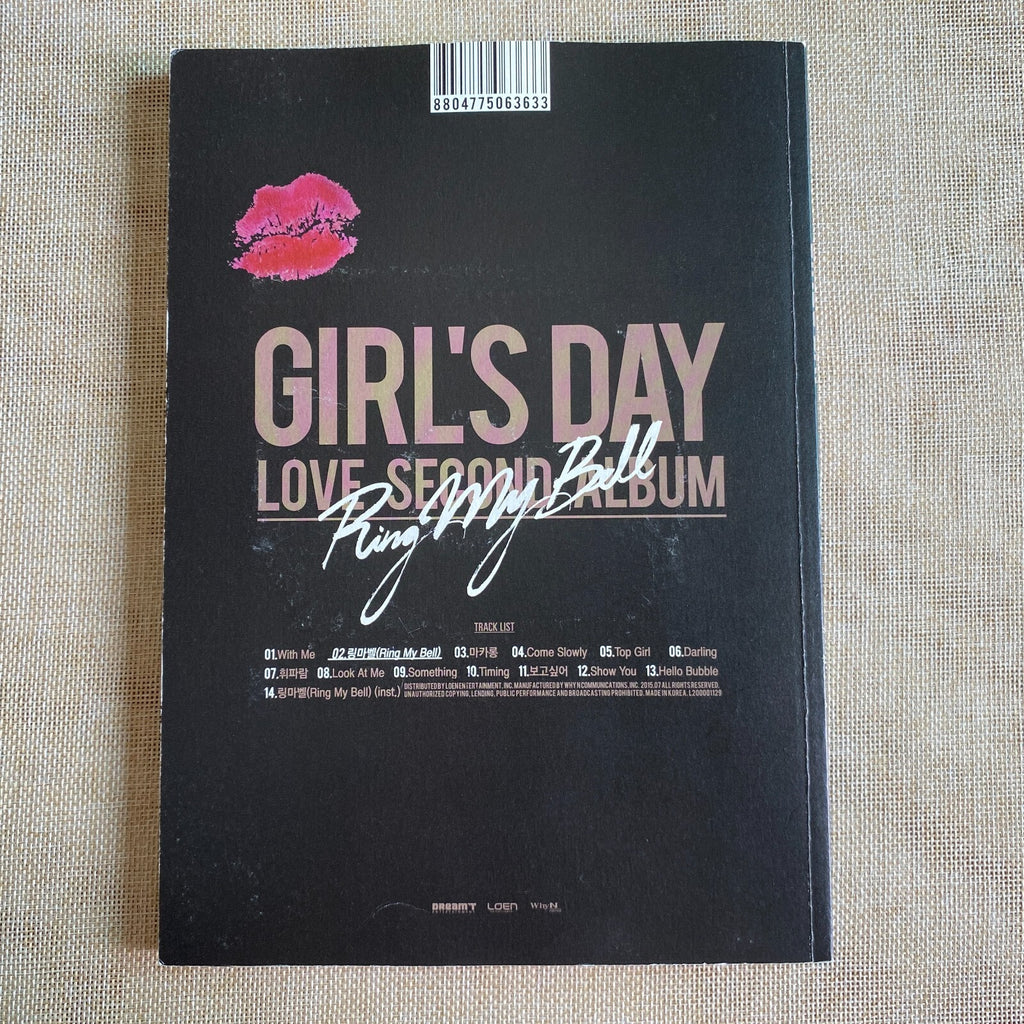 8804775063633
GIRL'S DAY
LOVE SECOND ALBUM
Ring My Bell
TRACK LIST
01.With Me 02.링마벨(Ring My Bell) 03.마카롱 04.Come Slowly 05.Top Girl 06.Darling
07.휘파람 08.Look At Me 09.Something 10.Timing 11.보고싶어 12.Show You 13.Hello Bubble
14.링마벨(Ring My Bell) (inst.)
DISTRIBUTED BY LOEN ENTERTAINMENT, INC. MANUFACTURED BY WHY N COMMUNICATIONS, INC. 2015.07 ALL RIGHTS RESERVED.
UNAUTHORIZED COPYING, LENDING, PUBLIC PERFORMANCE AND BROADCASTING PROHIBITED. MADE IN KOREA. L200001129
DREAMT LOEN WhyN